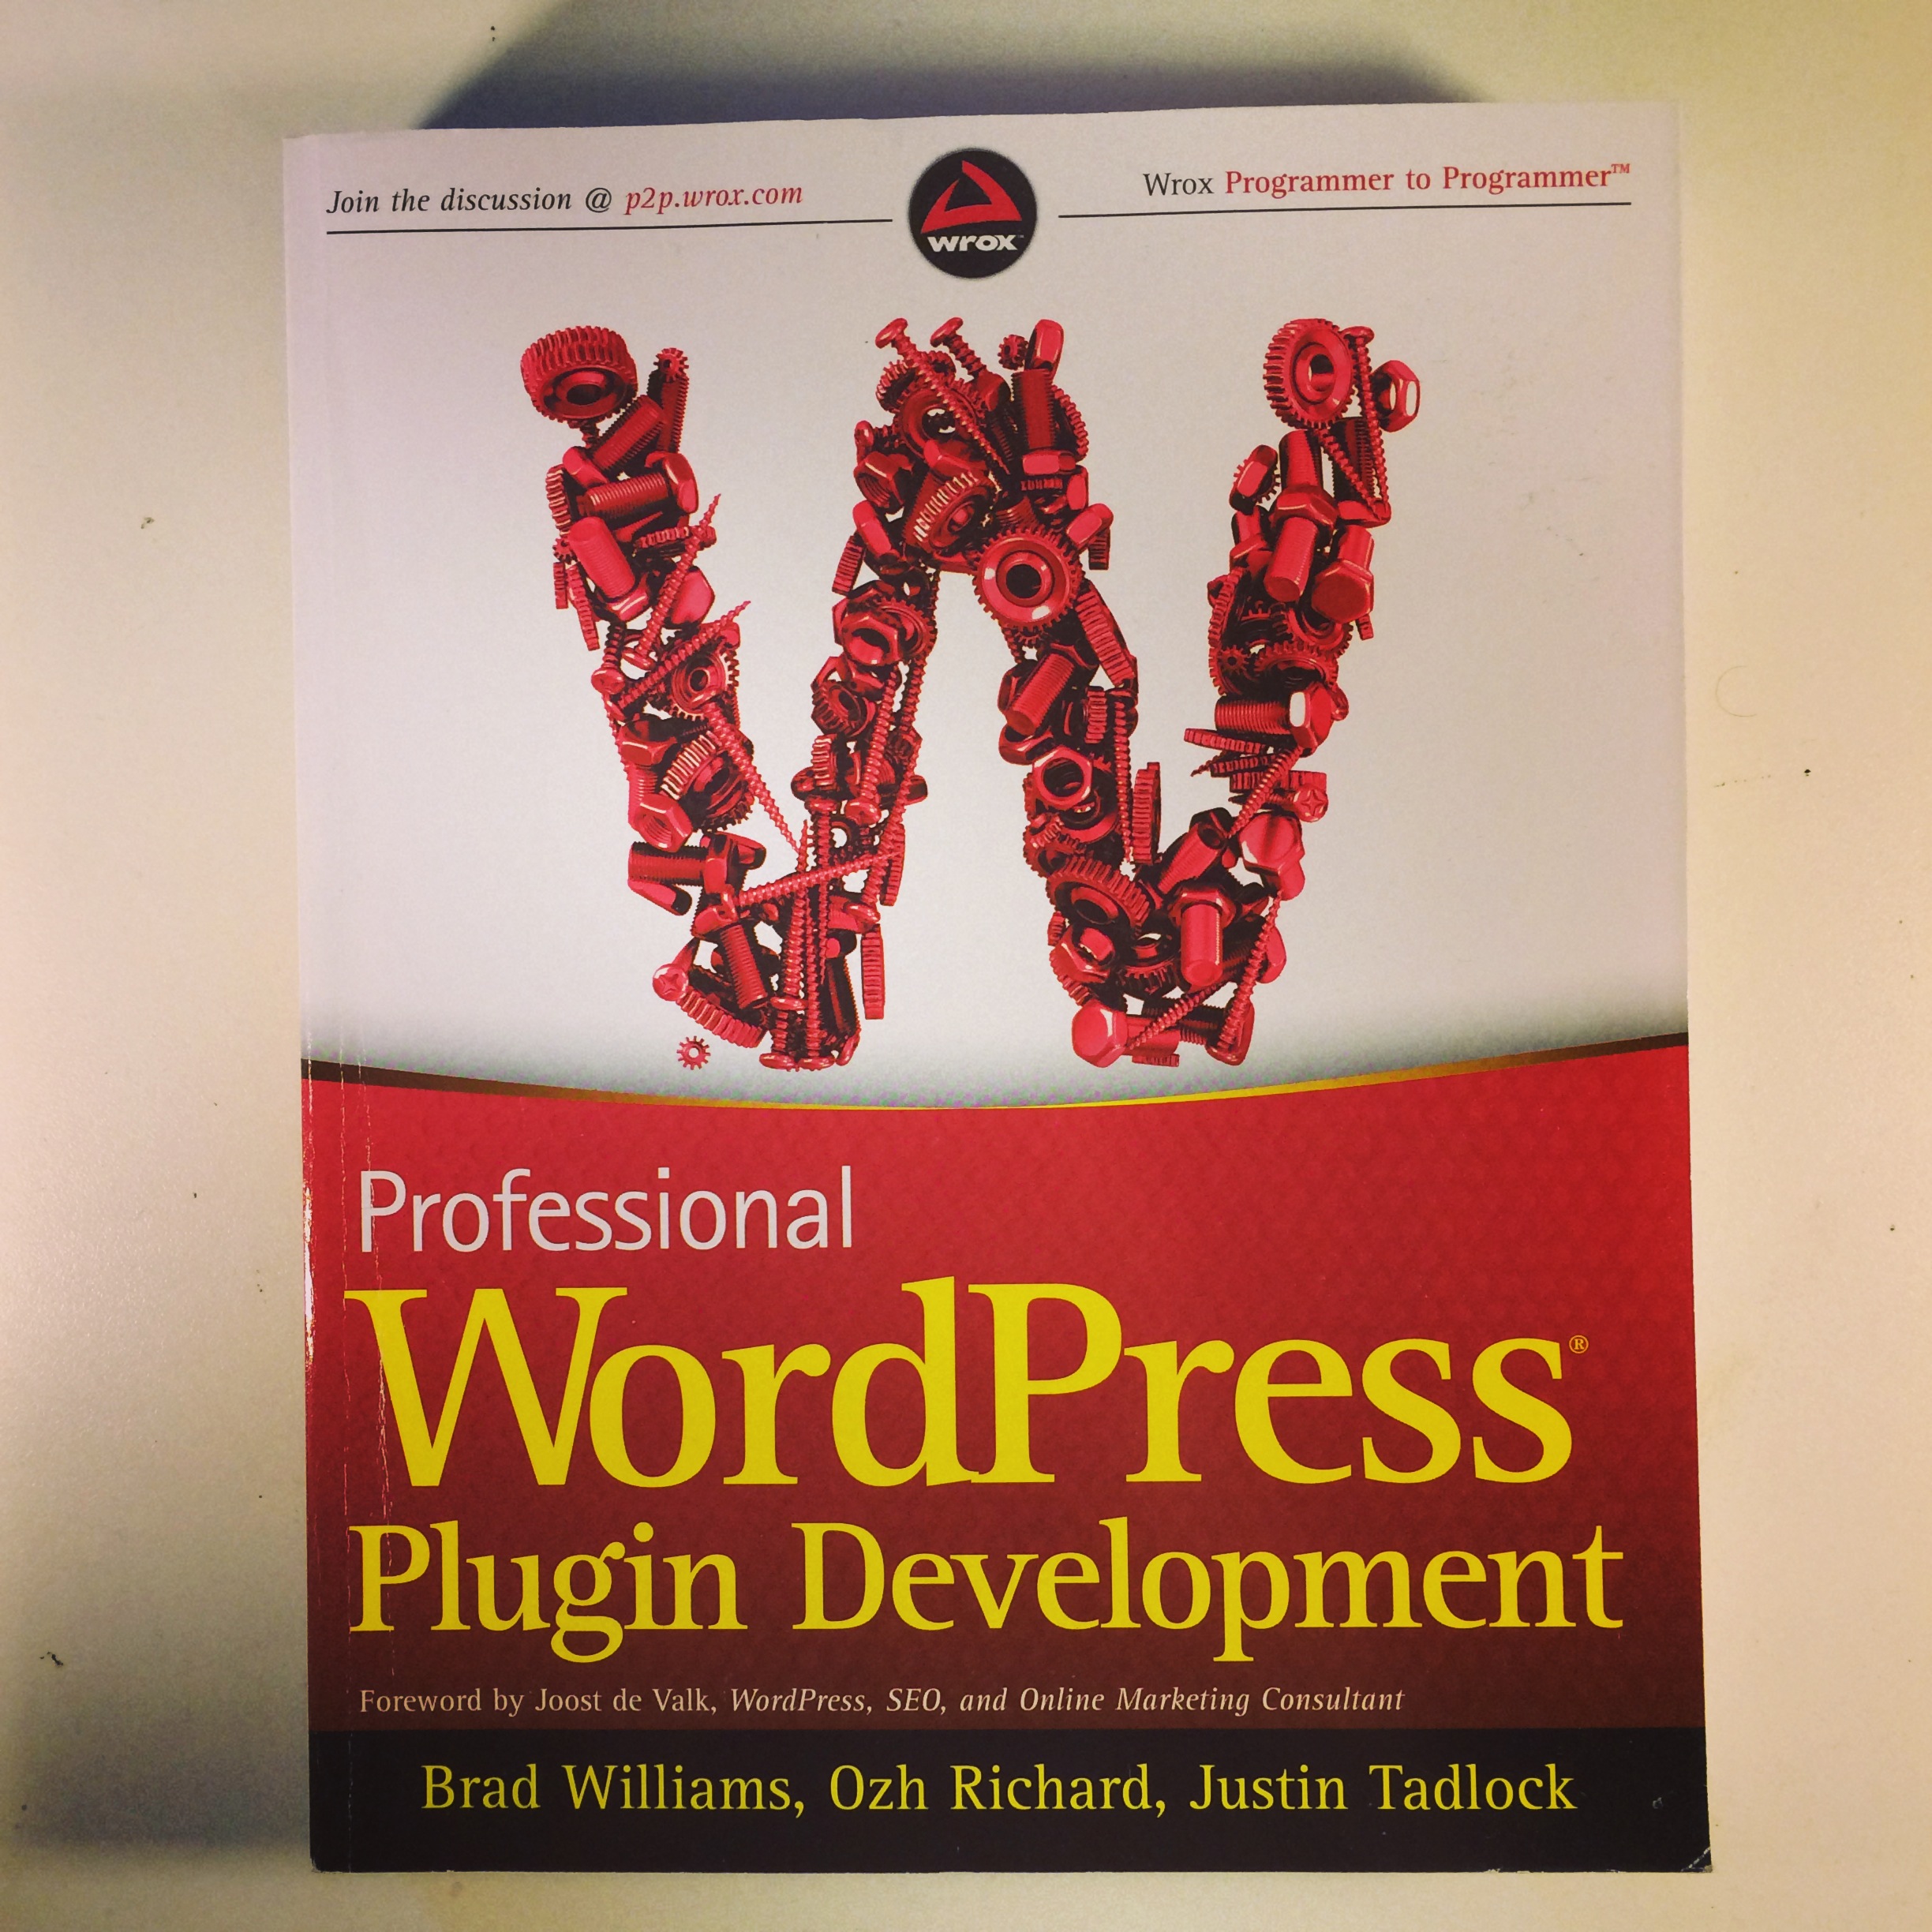 Join the discussion @ p2p.wrox.com
wrox™
Wrox Programmer to Programmer™
Professional
WordPress®
Plugin Development
Foreword by Joost de Valk, WordPress, SEO, and Online Marketing Consultant
Brad Williams, Ozh Richard, Justin Tadlock